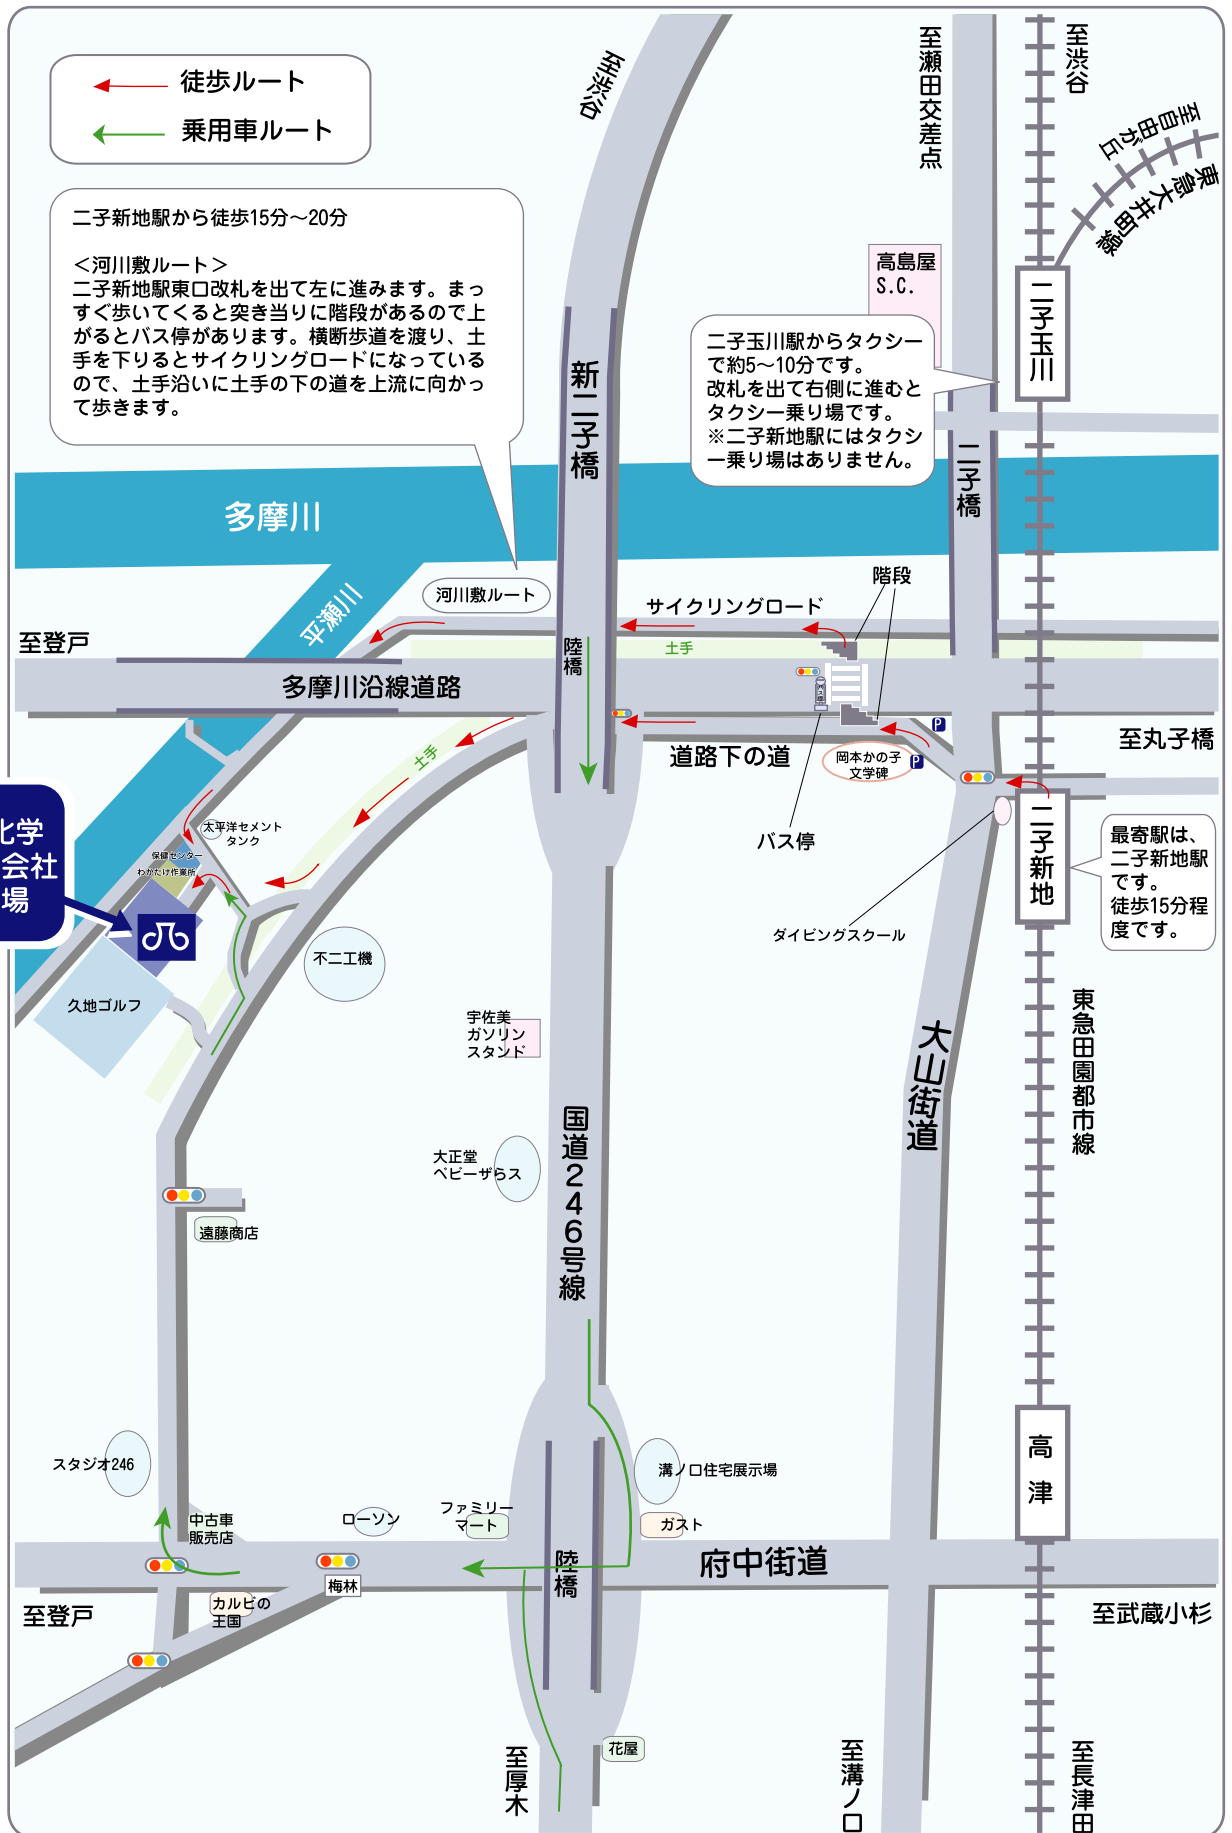 徒歩ルート
乗用車ルート
至渋谷
至瀬田交差点
至渋谷
至自由が丘
東急大井町線
二子新地駅から徒歩15分～20分
＜河川敷ルート＞
二子新地駅東口改札を出て左に進みます。まっ
すぐ歩いてくると突き当りに階段があるので上
がるとバス停があります。横断歩道を渡り、土
手を下りるとサイクリングロードになっている
ので、土手沿いに土手の下の道を上流に向かっ
て歩きます。
高島屋
S.C.
二子玉川
新二子橋
二子玉川駅からタクシー
で約5～10分です。
改札を出て右側に進むと
タクシー乗り場です。
※二子新地駅にはタクシ
ー乗り場はありません。
二子橋
多摩川
平瀬川
河川敷ルート
階段
サイクリングロード
至登戸
陸橋
土手
多摩川沿線道路
バス停
P
至丸子橋
道路下の道
岡本かの子
文学碑
P
土手
バス停
二子新地
最寄駅は、
二子新地駅
です。
徒歩15分程
度です。
太平洋セメント
タンク
保健センター
わかたけ作業所
化学
会社
場
ダイビングスクール
不二工機
久地ゴルフ
宇佐美
ガソリン
スタンド
東急田園都市線
大山街道
国道246号線
大正堂
ベビーザらス
遠藤商店
高津
スタジオ246
溝ノ口住宅展示場
中古車
販売店
ローソン
ファミリー
マート
ガスト
陸橋
府中街道
梅林
至登戸
カルビの
王国
至武蔵小杉
花屋
至厚木
至溝ノ口
至長津田